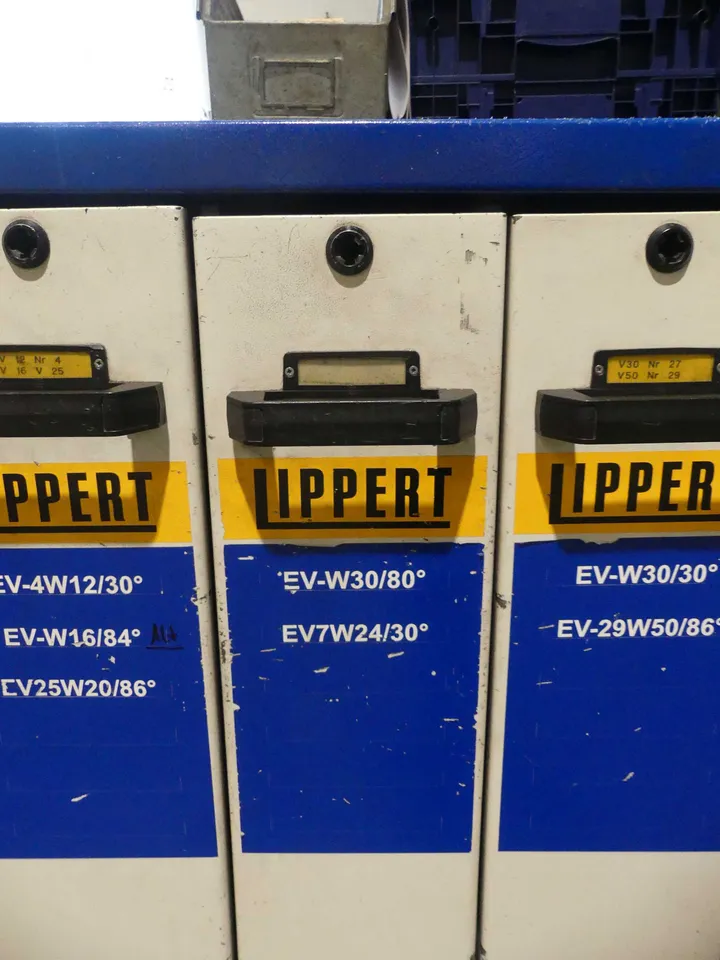 V 12 Nr 4
V 16 V 25
PPERT
EV-4W12/30°
EV-W16/84°
EV25W20/86°
LIPPERT
EV-W30/80°
EV7W24/30°
V30 Nr 27
V50 Nr 29
LIPPER
EV-W30/30°
EV-29W50/86°